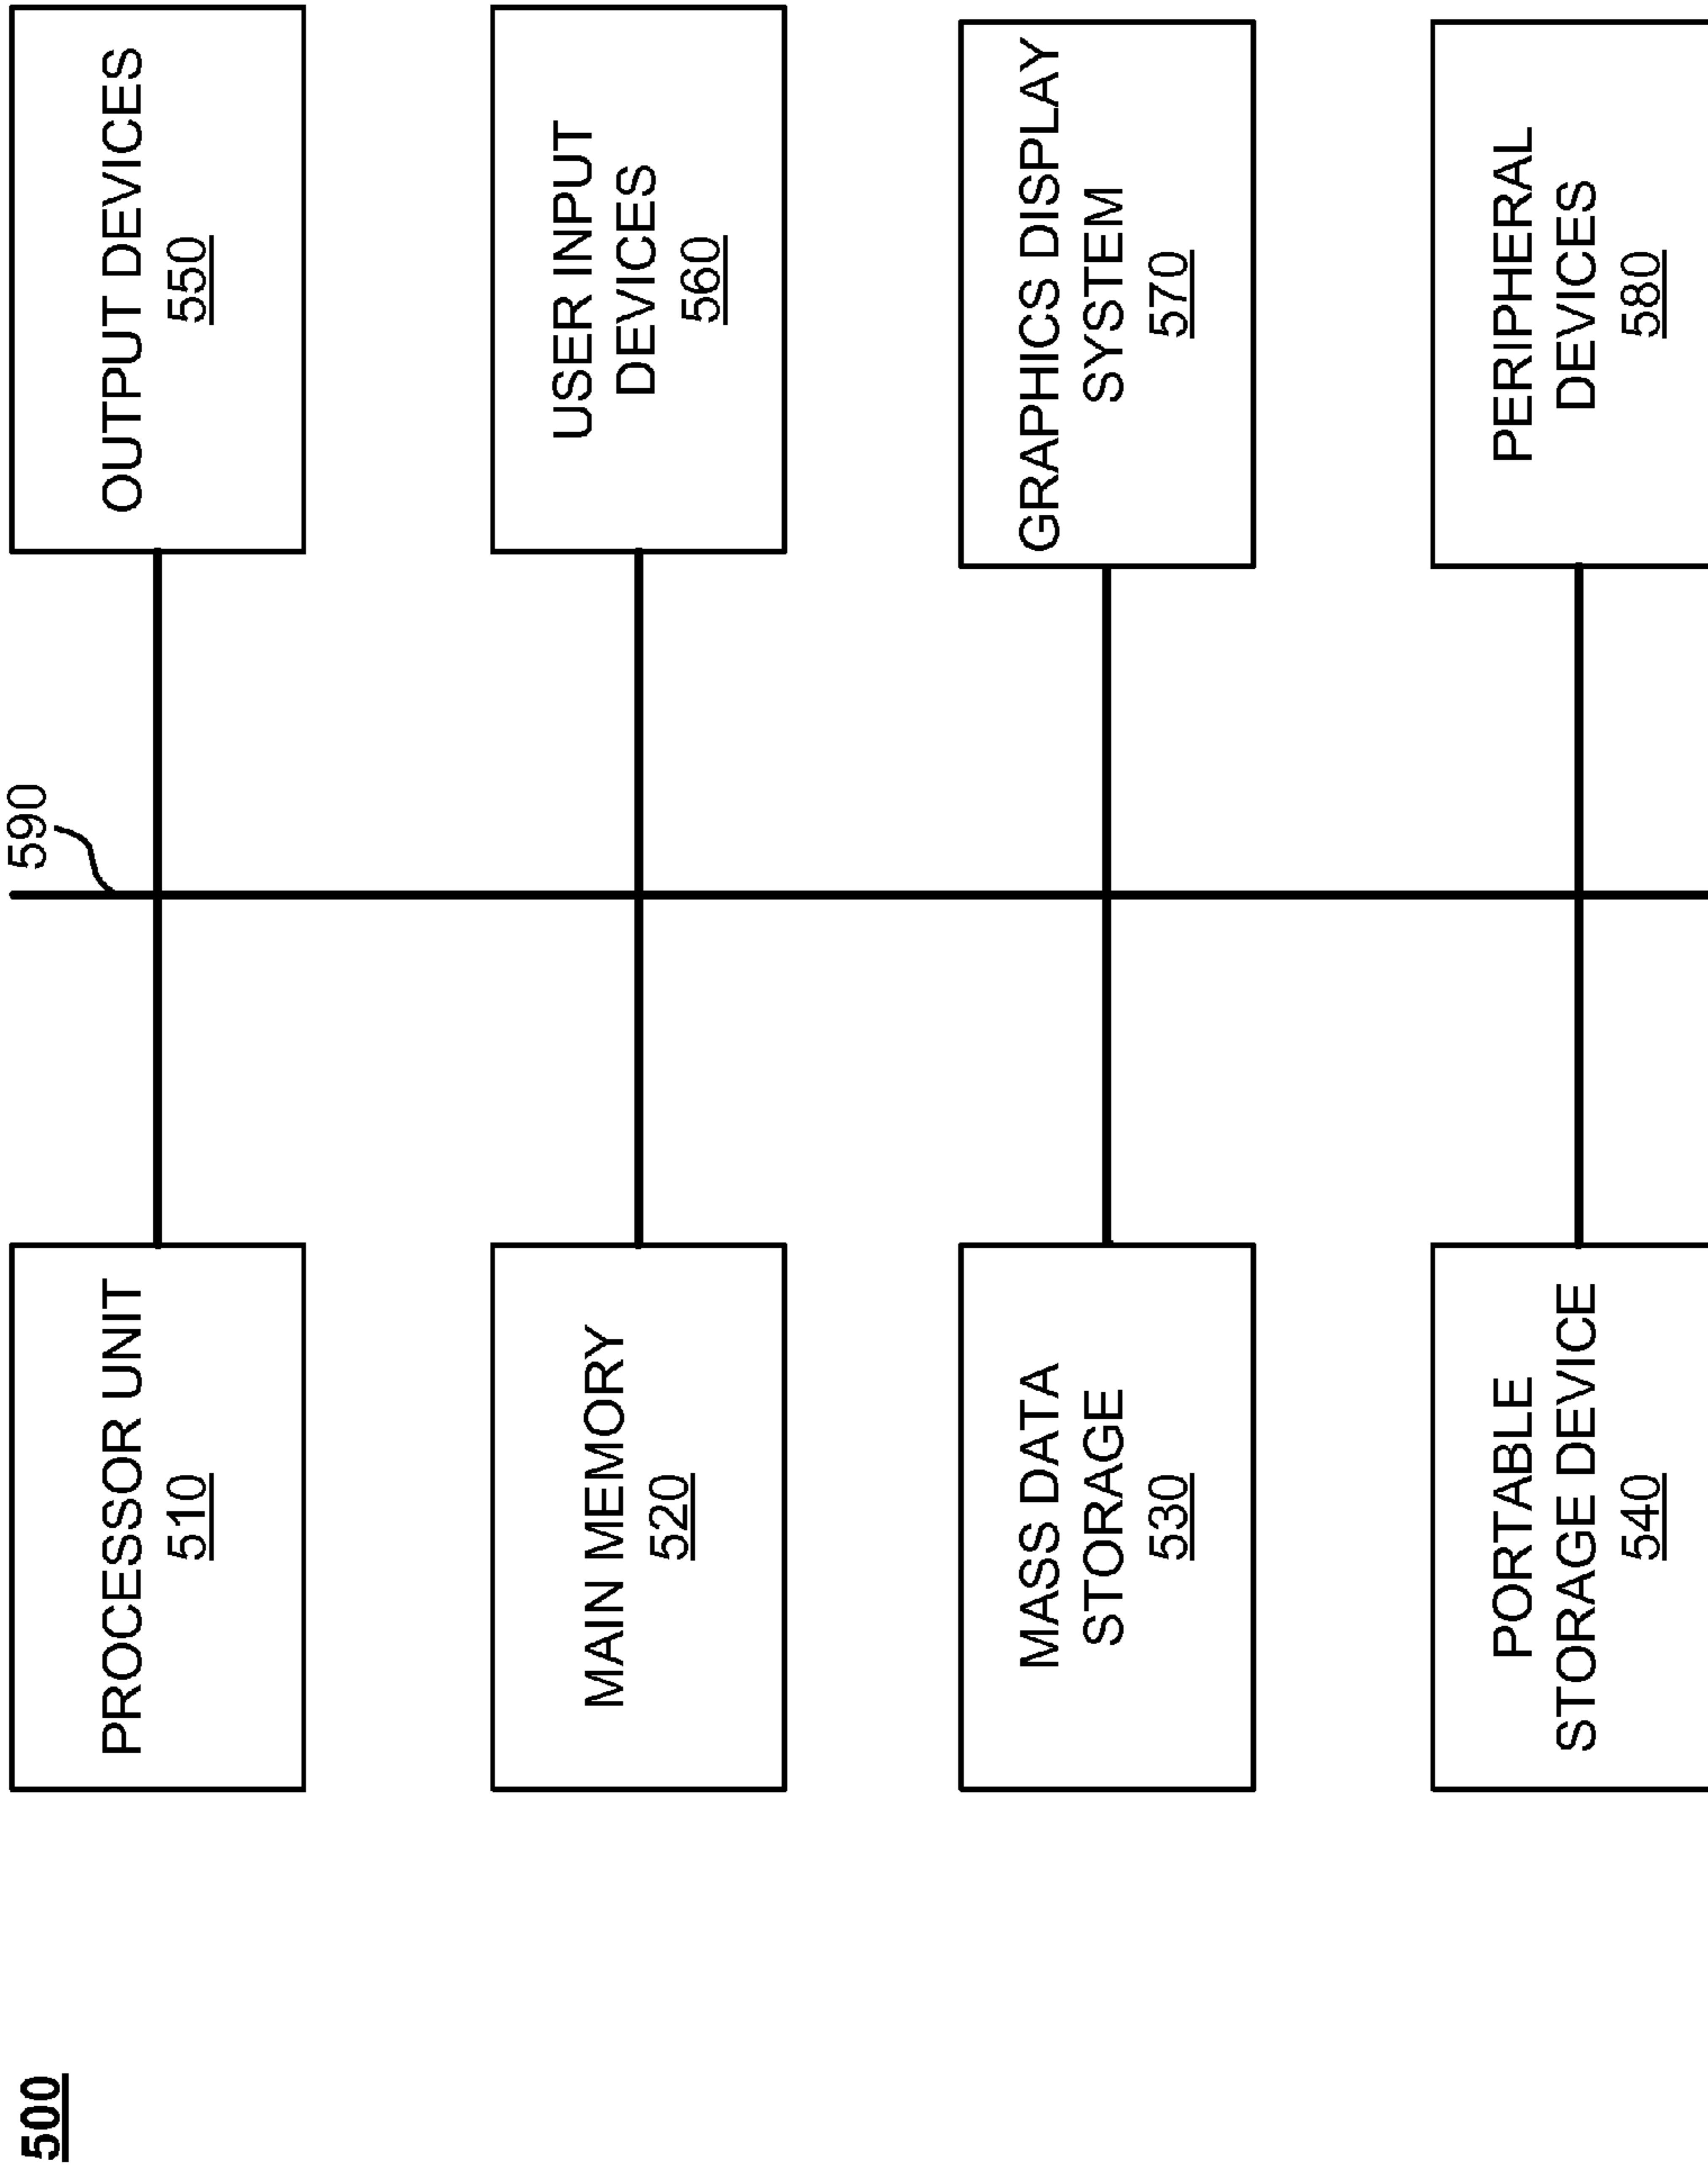 500
590
PROCESSOR UNIT
510
OUTPUT DEVICES
550
MAIN MEMORY
520
USER INPUT
DEVICES
560
MASS DATA
STORAGE
530
GRAPHICS DISPLAY
SYSTEM
570
PORTABLE
STORAGE DEVICE
540
PERIPHERAL
DEVICES
580